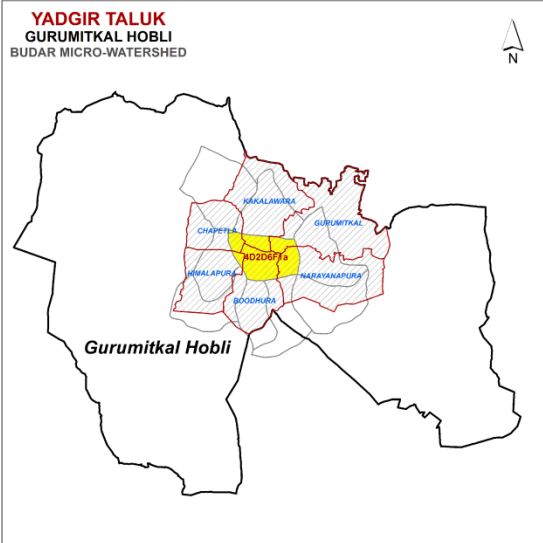 YADGIR TALUK
GURUMITKAL HOBLI
BUDAR MICRO-WATERSHED
N
KAKALAWARA
GURUMITKAL
CHAPETLA
4D2D6F1a
HIMALAPURA
NARAYANAPURA
BOODHURA
Gurumitkal Hobli